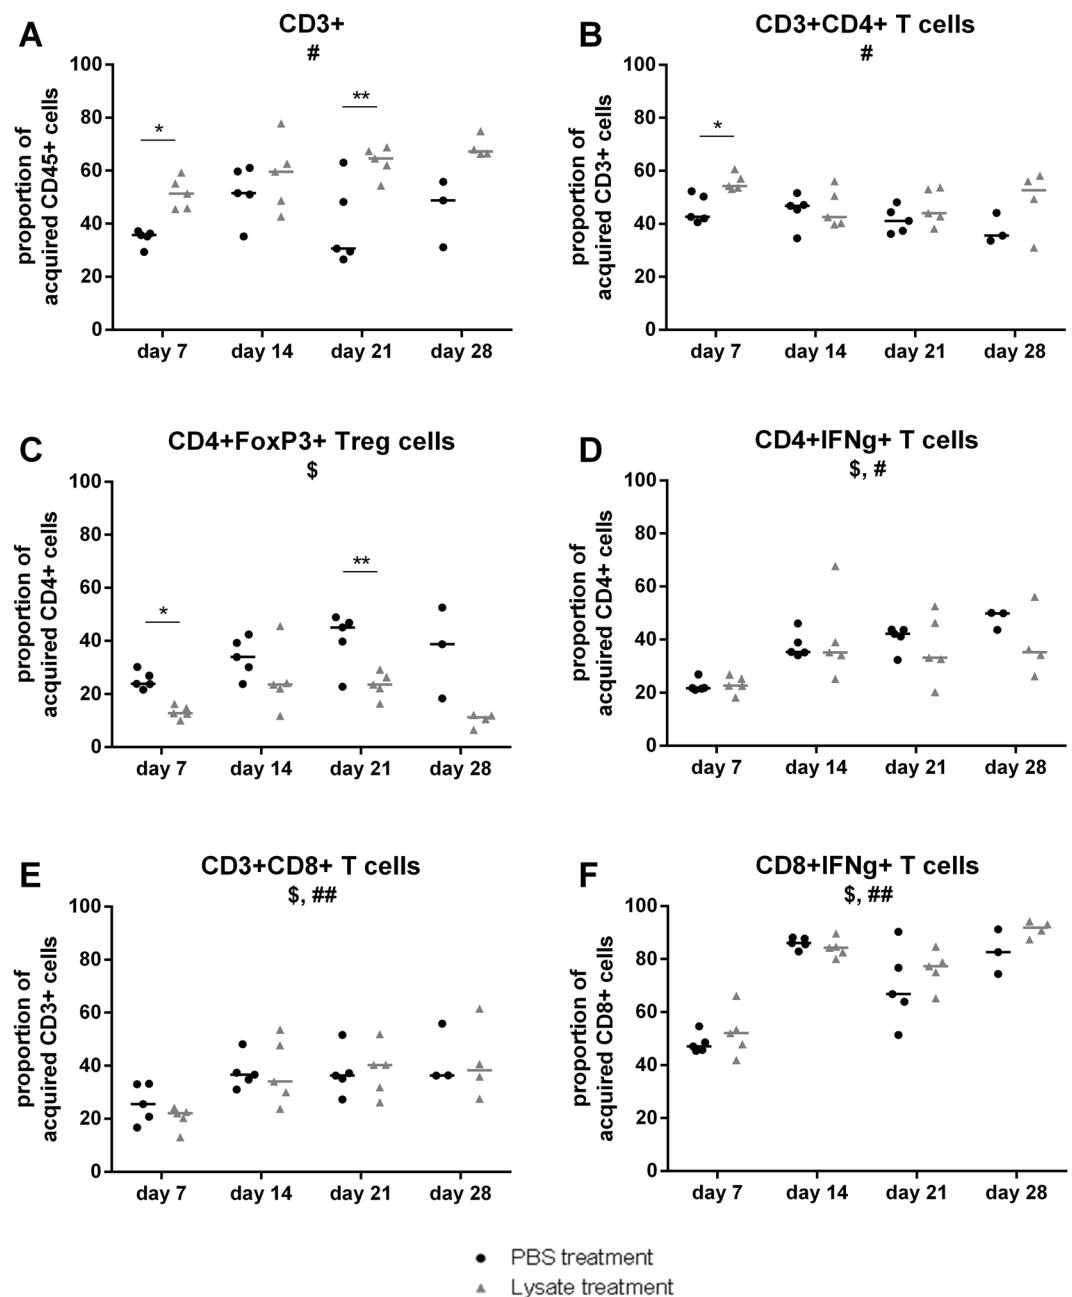 A
CD3+
#
proportion of
acquired CD45+ cells
100
80
60
40
20
0
*
**
day 7 day 14 day 21 day 28
B
CD3+CD4+ T cells
#
proportion of
acquired CD3+ cells
100
80
60
40
20
0
*
day 7 day 14 day 21 day 28
C
CD4+FoxP3+ Treg cells
$
proportion of
acquired CD4+ cells
100
80
60
40
20
0
*
**
day 7 day 14 day 21 day 28
D
CD4+IFNg+ T cells
$, #
proportion of
acquired CD4+ cells
100
80
60
40
20
0
day 7 day 14 day 21 day 28
E
CD3+CD8+ T cells
$, ##
proportion of
acquired CD3+ cells
100
80
60
40
20
0
day 7 day 14 day 21 day 28
F
CD8+IFNg+ T cells
$, ##
proportion of
acquired CD8+ cells
100
80
60
40
20
0
day 7 day 14 day 21 day 28
PBS treatment
Lysate treatment